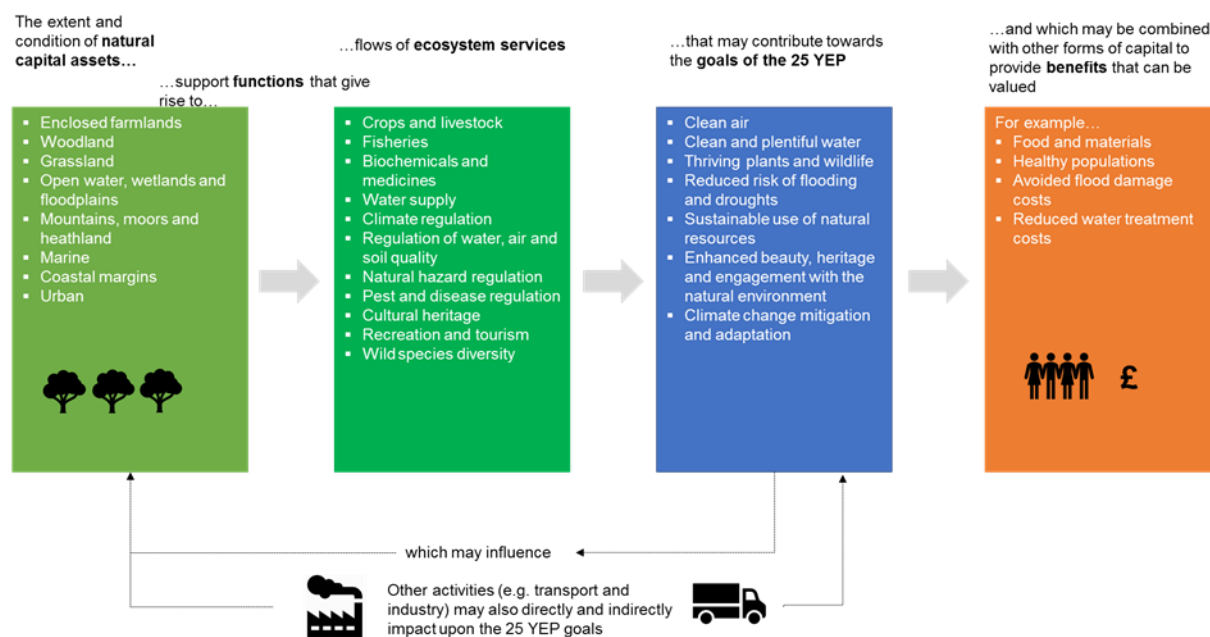 The extent and
condition of natural
capital assets…
…support functions that give
rise to…
…flows of ecosystem services
…that may contribute towards
the goals of the 25 YEP
…and which may be combined
with other forms of capital to
provide benefits that can be
valued
Enclosed farmlands
Woodland
Grassland
Open water, wetlands and
floodplains
Mountains, moors and
heathland
Marine
Coastal margins
Urban
Crops and livestock
Fisheries
Biochemicals and
medicines
Water supply
Climate regulation
Regulation of water, air and
soil quality
Natural hazard regulation
Pest and disease regulation
Cultural heritage
Recreation and tourism
Wild species diversity
Clean air
Clean and plentiful water
Thriving plants and wildlife
Reduced risk of flooding
and droughts
Sustainable use of natural
resources
Enhanced beauty, heritage
and engagement with the
natural environment
Climate change mitigation
and adaptation
For example…
Food and materials
Healthy populations
Avoided flood damage
costs
Reduced water treatment
costs
£
which may influence
Other activities (e.g. transport and
industry) may also directly and indirectly
impact upon the 25 YEP goals